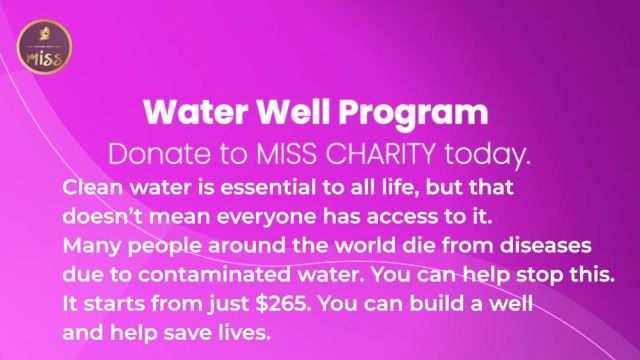 miss
Water Well Program
Donate to MISS CHARITY today.
Clean water is essential to all life, but that
doesn’t mean everyone has access to it.
Many people around the world die from diseases
due to contaminated water. You can help stop this.
It starts from just $265. You can build a well
and help save lives.